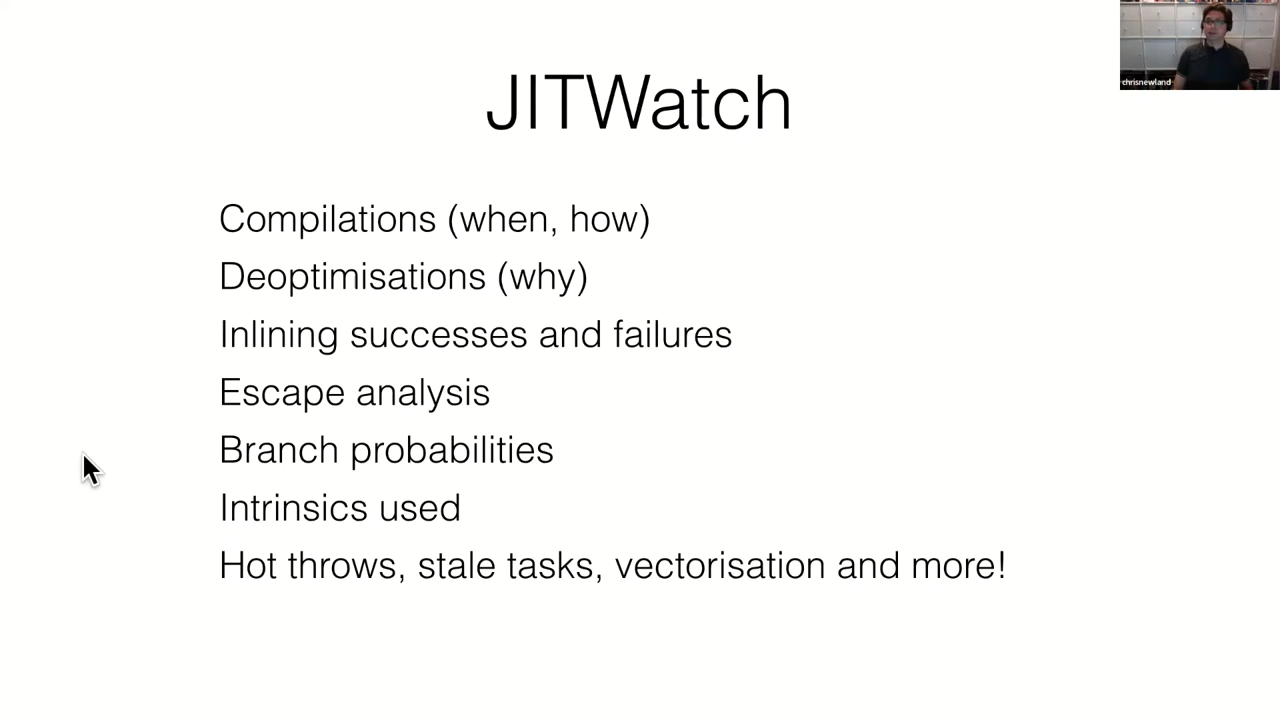 JITWatch
chrisnewland
Compilations (when, how)
Deoptimisations (why)
Inlining successes and failures
Escape analysis
Branch probabilities
Intrinsics used
Hot throws, stale tasks, vectorisation and more!